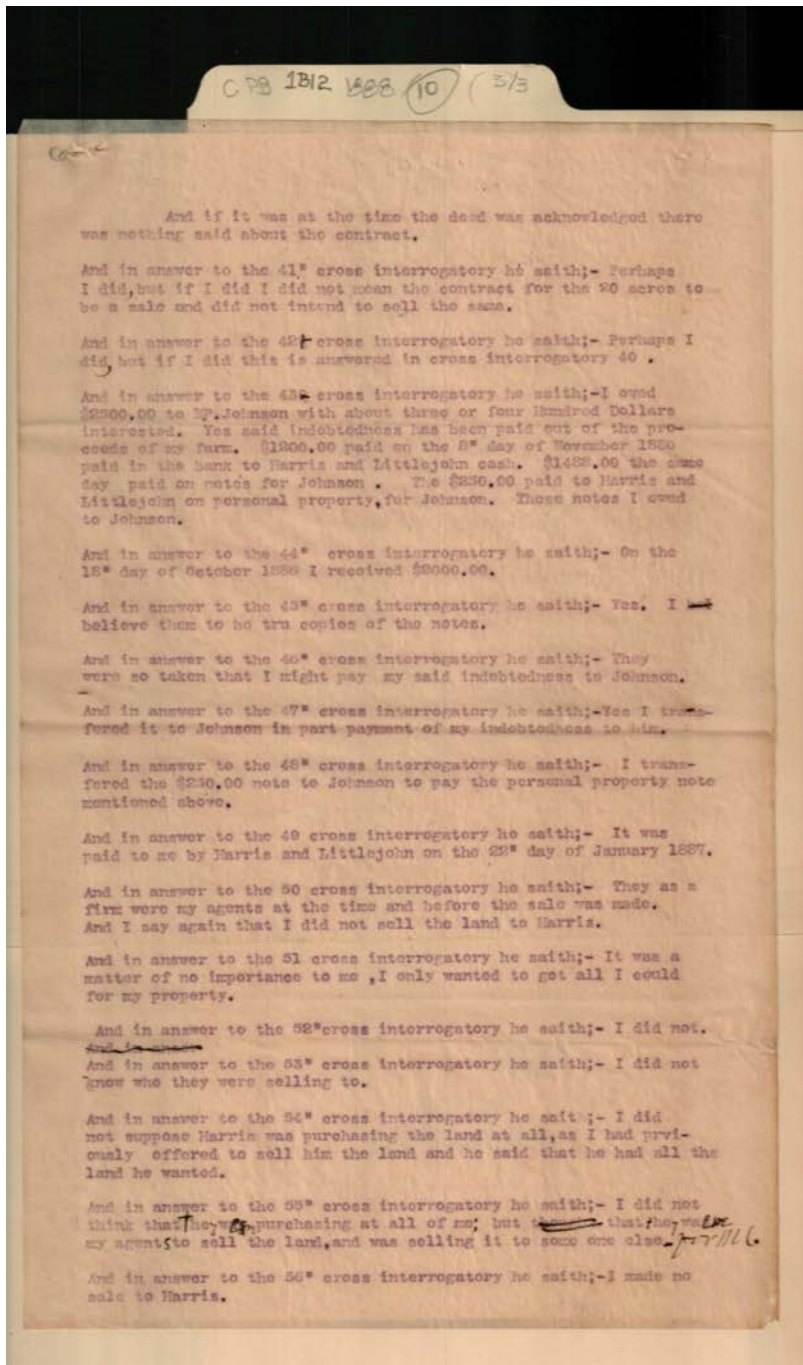 CPB 1B12 1888 (10) (3/3
And if it was at the time the deed was acknowledged there
was nothing said about the contract.
And in answer to the 41" cross interrogatory he saith;- Perhaps
I did,but if I did I did not mean the contract for the 20 acres to
be a sale and did not intend to sell the same.
And in answer to the 42 cross interrogatory he saith;- Perhaps I
did, but if I did this is answered in cross interrogatory 40 .
And in answer to the 43 cross interrogatory he saith;-I owed
to Johnson with about three or four Hundred Dollars
interested. Yes said indebtedness has been paid out of the pro-
ceeds of my farm. $1200.00 paid on the 8" day of November 1886
paid in the bank to Harris and Littlejohn cash. the same
day paid on notes for Johnson . The $250.00 paid to Harris and
Littlejohn on personal property,for Johnson. These notes I owed
to Johnson.
And in answer to the 44" cross interrogatory he saith;- On the
18" day of October 1886 I received $2000.00.
And in answer to the 45" cross interrogatory he saith;- Yes. I
believe them to be tru copies of the notes.
And in answer to the 46" cross interrogatory he saith;- They
were so taken that I might pay my said indebtedness to Johnson.
And in answer to the 47" cross interrogatory he saith;-Yes I trans-
fered it to Johnson in part payment of my indebtedness to him.
And in answer to the 48" cross interrogatory he saith;- I trans-
fered the $250.00 note to Johnson to pay the personal property note
mentioned above.
And in answer to the 49 cross interrogatory he saith;- It was
paid to me by Harris and Littlejohn on the 22" day of January 1887.
And in answer to the 50 cross interrogatory he saith;- They as a
firm were my agents at the time and before the sale was made.
And I say again that I did not sell the land to Harris.
And in answer to the 51 cross interrogatory he saith;- It was a
matter of no importance to me ,I only wanted to get all I could
for my property.
And in answer to the 52"cross interrogatory he saith;- I did not.
And in answer to the 53" cross interrogatory he saith;- I did not
know who they were selling to.
And in answer to the 54" cross interrogatory he sait ;- I did
not suppose Harris was purchasing the land at all,as I had prvi-
ously offered to sell him the land and he said that he had all the
land he wanted.
And in answer to the 55" cross interrogatory he saith;- I did not
think that they were purchasing at all of me; but that they were
my agents to sell the land,and was selling it to some one else for me.
And in answer to the 56" cross interrogatory he saith;-I made no
sale to Harris.